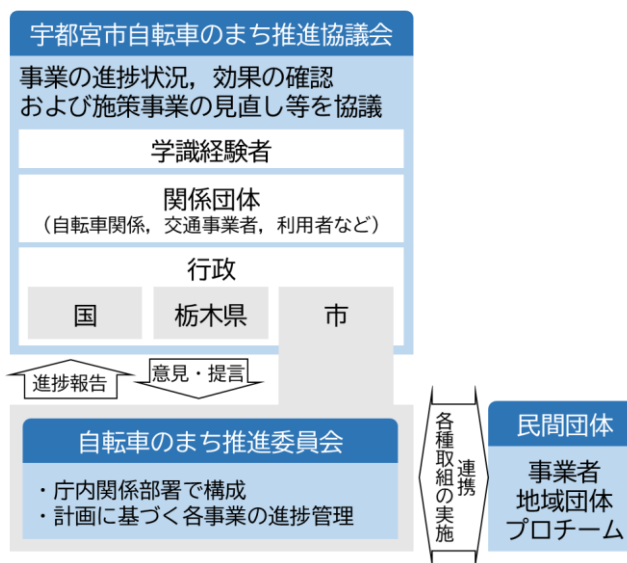 宇都宮市自転車のまち推進協議会
事業の進捗状況，効果の確認
および施策事業の見直し等を協議
学識経験者
関係団体
（自転車関係，交通事業者，利用者など）
行政
国
栃木県
市
進捗報告
意見・提言
自転車のまち推進委員会
・庁内関係部署で構成
・計画に基づく各事業の進捗管理
連携
各種取組の実施
民間団体
事業者
地域団体
プロチーム